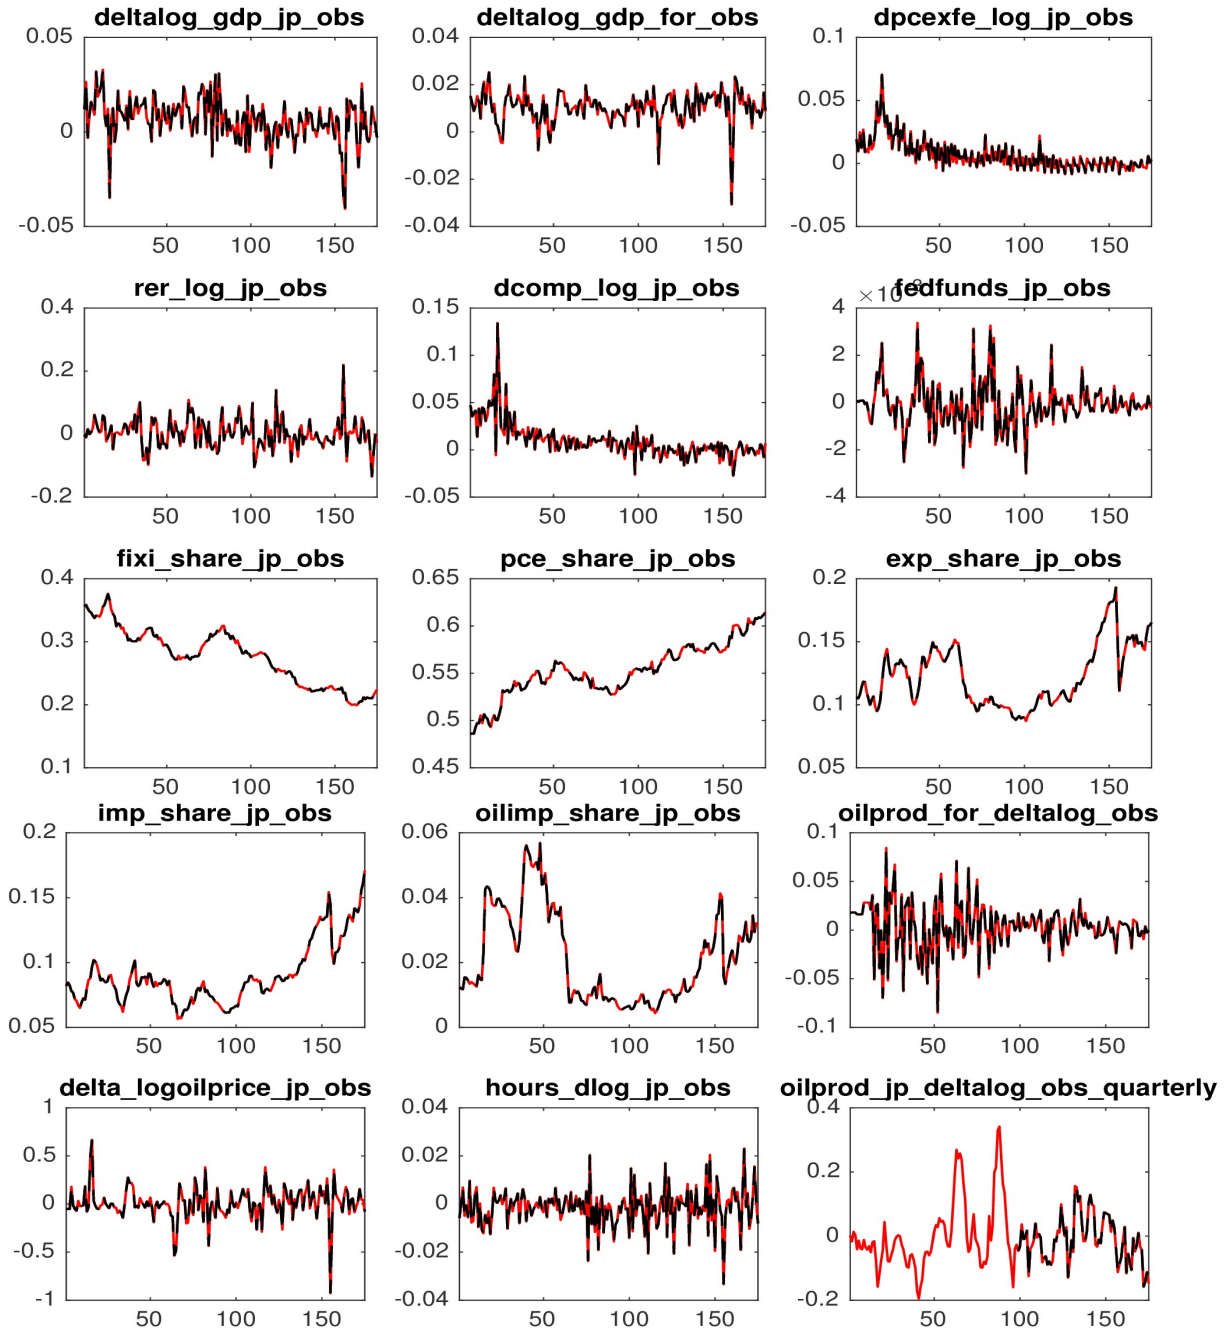 deltalog_gdp_jp_obs deltalog_gdp_for_obs dpcexfe_log_jp_obs
0.05 0.04 0.1
0.02 0.05
0 0 0
-0.02
-0.05 -0.04 -0.05
50 100 150 50 100 150 50 100 150
rer_log_jp_obs dcomp_log_jp_obs fedfunds_jp_obs
0.4 0.15 4 ×10
0.1 2
0.2
0.05 0
0
0 -2
-0.2 -0.05 -4
50 100 150 50 100 150 50 100 150
fixi_share_jp_obs pce_share_jp_obs exp_share_jp_obs
0.4 0.65 0.2
0.6
0.3 0.15
0.55
0.2 0.1
0.5
0.1 0.45 0.05
50 100 150 50 100 150 50 100 150
imp_share_jp_obs oilimp_share_jp_obs oilprod_for_deltalog_obs
0.2 0.06 0.1
0.15 0.04 0.05
0
0.1 0.02
-0.05
0.05 0 -0.1
50 100 150 50 100 150 50 100 150
delta_logoilprice_jp_obs hours_dlog_jp_obs oilprod_jp_deltalog_obs_quarterly
1 0.04 0.4
0.5 0.02 0.2
0 0
-0.5 -0.02 0
-1 -0.04 -0.2
50 100 150 50 100 150 50 100 150